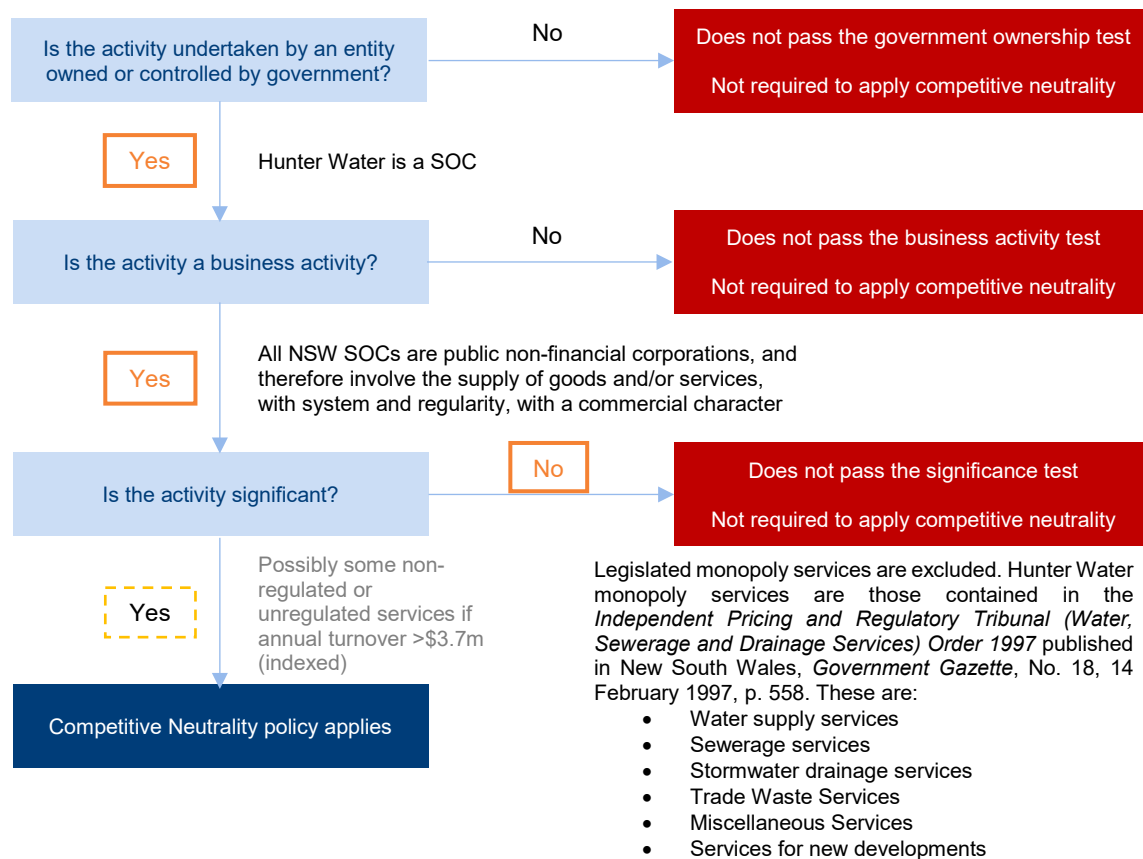 Is the activity undertaken by an entity
owned or controlled by government?
No
Does not pass the government ownership test
Not required to apply competitive neutrality
Yes
Hunter Water is a SOC
Is the activity a business activity?
No
Does not pass the business activity test
Not required to apply competitive neutrality
Yes
All NSW SOCs are public non-financial corporations, and
therefore involve the supply of goods and/or services,
with system and regularity, with a commercial character
Is the activity significant?
No
Does not pass the significance test
Not required to apply competitive neutrality
Yes
Possibly some non-
regulated or
unregulated services if
annual turnover >$3.7m
(indexed)
Competitive Neutrality policy applies
Legislated monopoly services are excluded. Hunter Water
monopoly services are those contained in the
Independent Pricing and Regulatory Tribunal (Water,
Sewerage and Drainage Services) Order 1997 published
in New South Wales, Government Gazette, No. 18, 14
February 1997, p. 558. These are:
• Water supply services
• Sewerage services
• Stormwater drainage services
• Trade Waste Services
• Miscellaneous Services
• Services for new developments